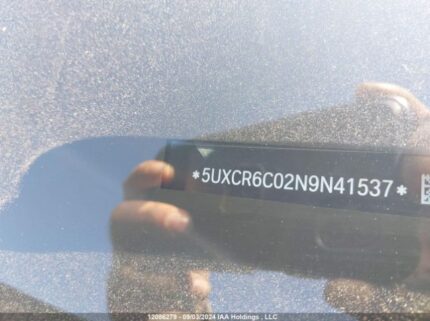 *5UXCR6C02N9N41537*
12086279 - 09/03/2024 IAA Holdings , LLC